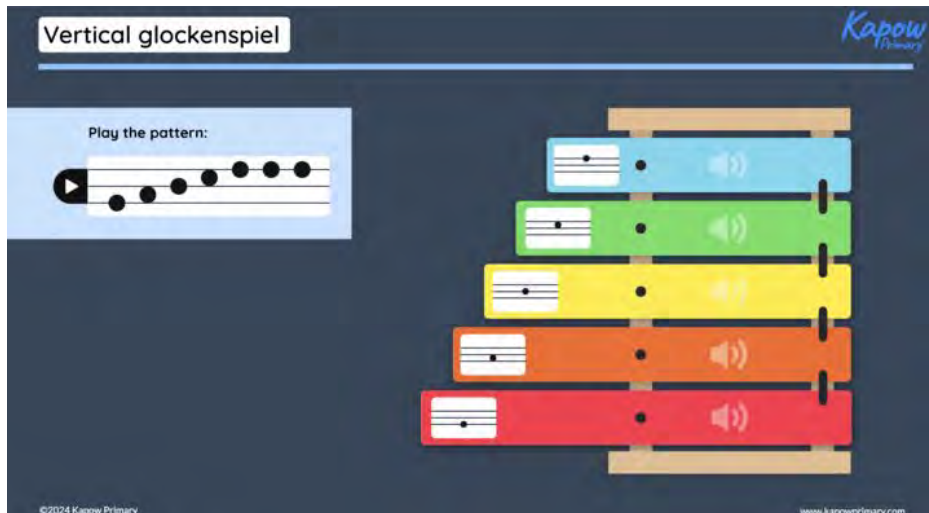 Vertical glockenspiel
Kapow
Primary
Play the pattern:
©2024 Kapow Primary
www.kapowprimary.com